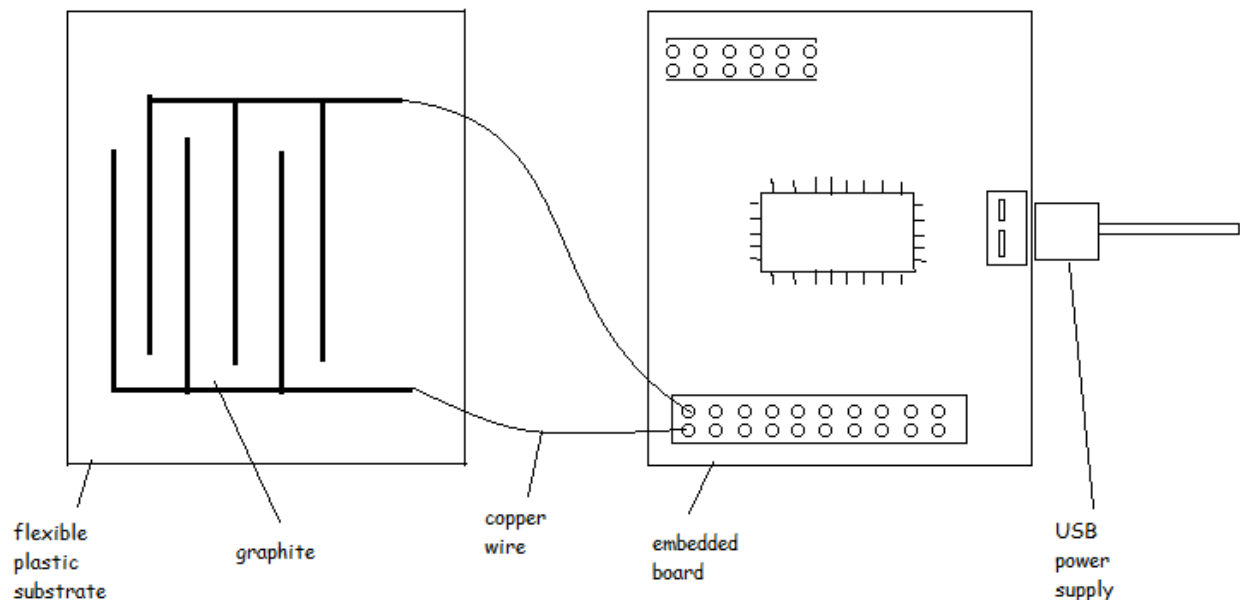 flexible
plastic
substrate
graphite
copper
wire
embedded
board
USB
power
supply